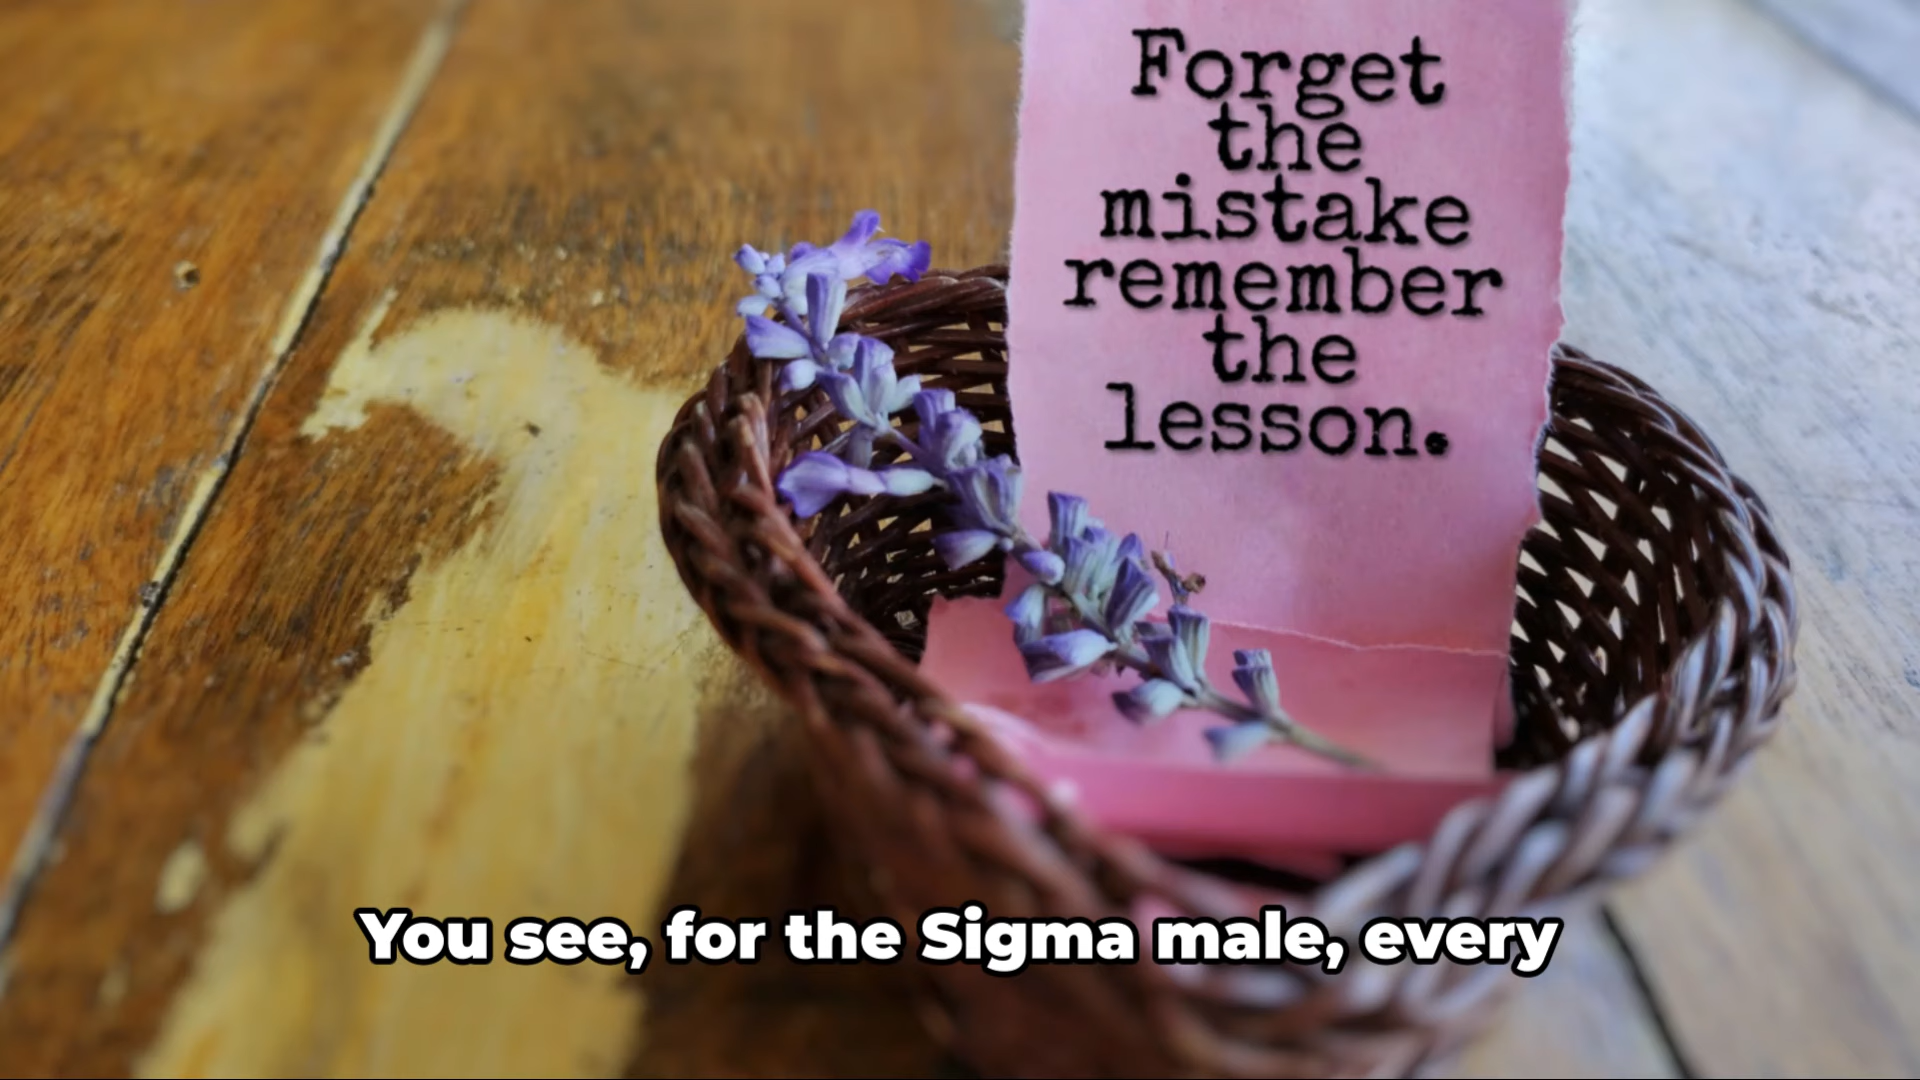 Forget
the
mistake
remember
the
lesson.
You see, for the Sigma male, every